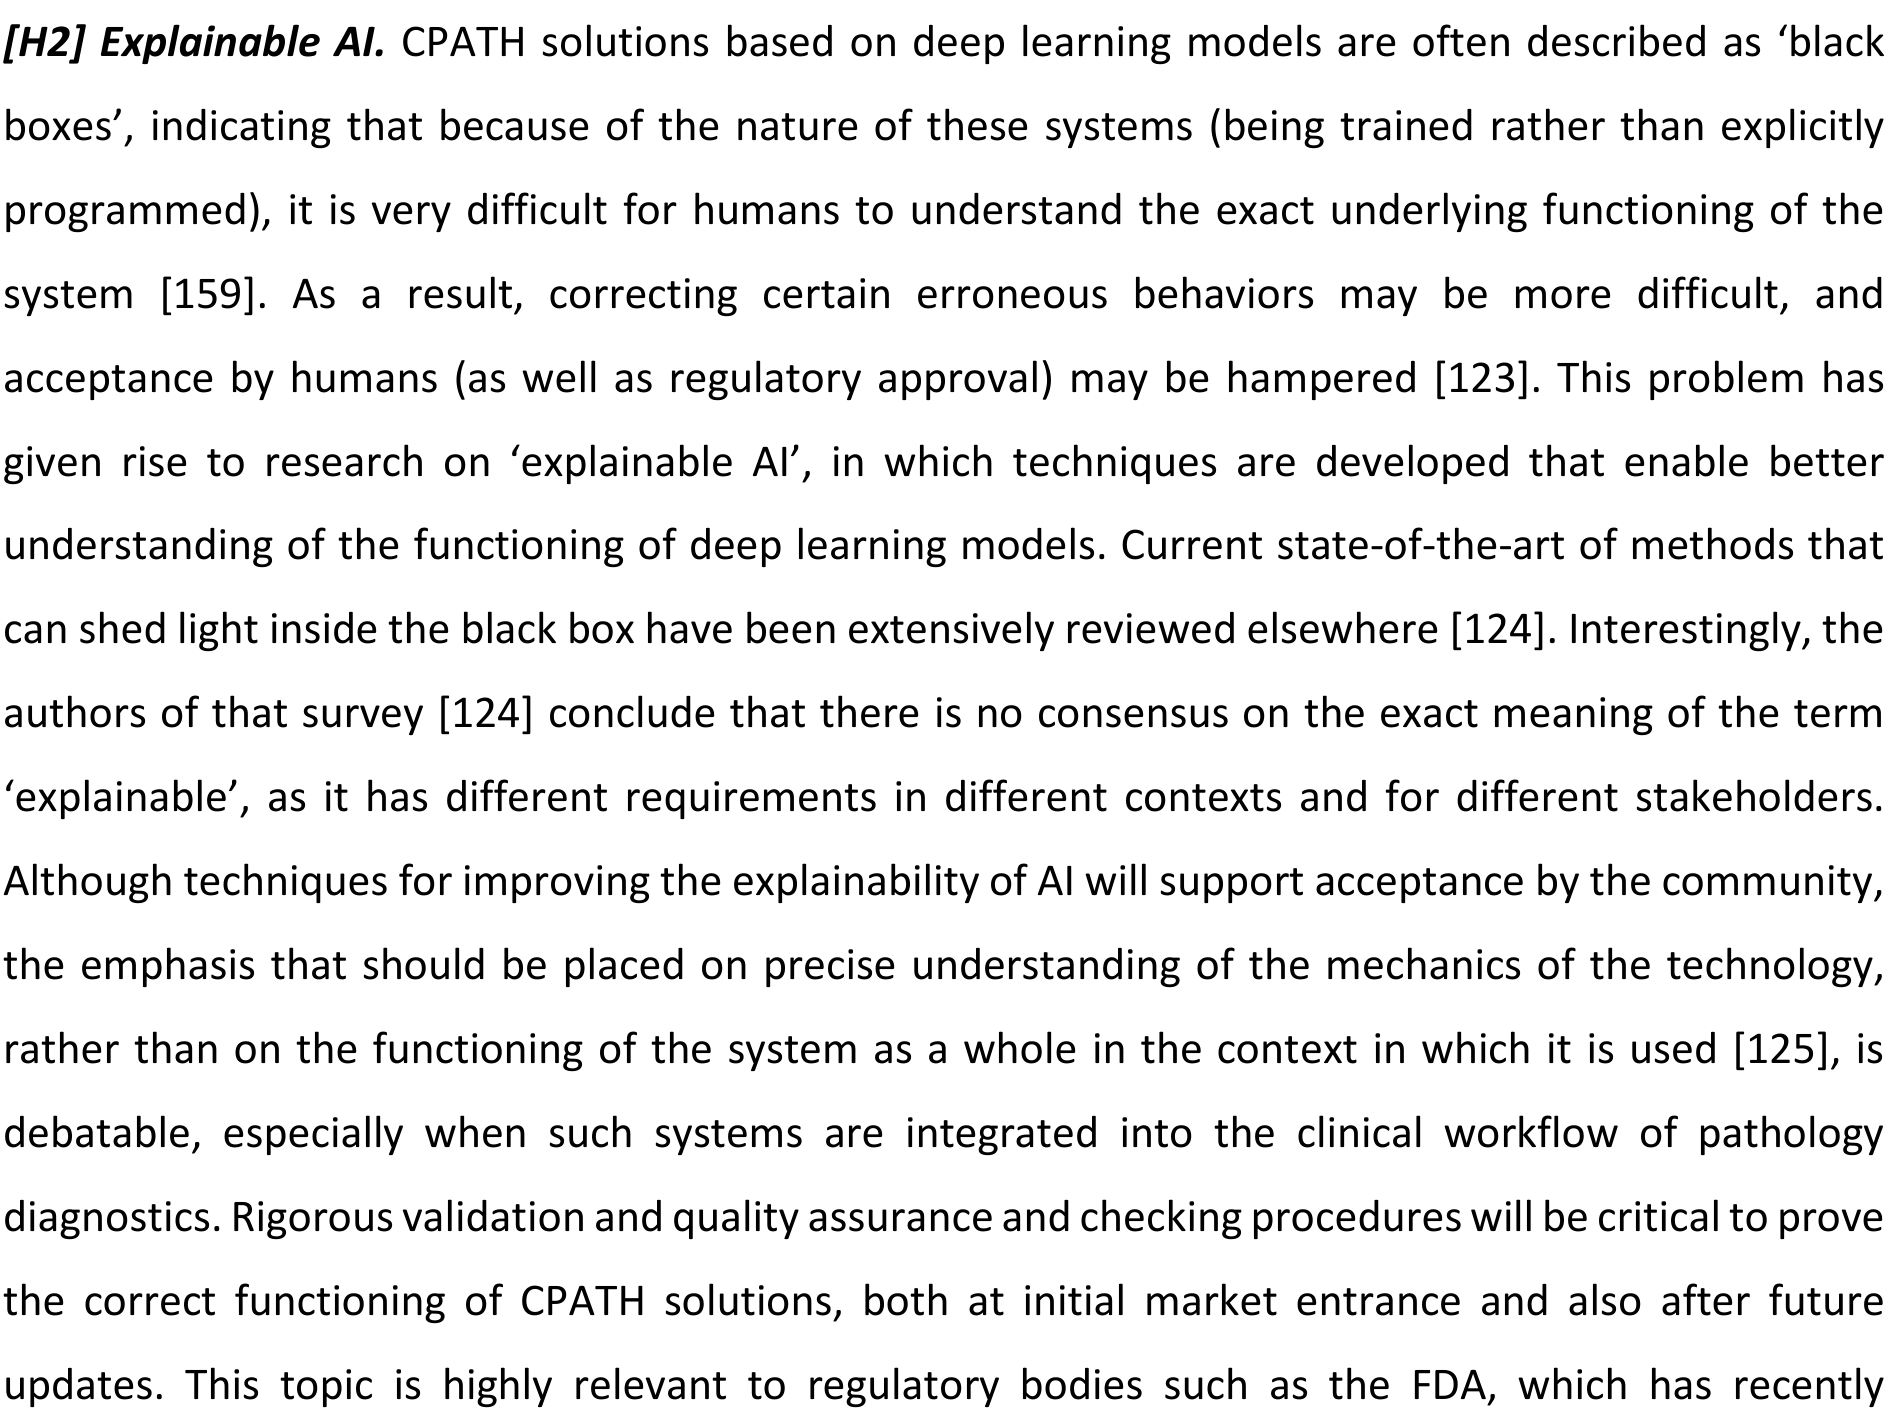 [H2] Explainable AI. CPATH solutions based on deep learning models are often described as ‘black
boxes’, indicating that because of the nature of these systems (being trained rather than explicitly
programmed), it is very difficult for humans to understand the exact underlying functioning of the
system [159]. As a result, correcting certain erroneous behaviors may be more difficult, and
acceptance by humans (as well as regulatory approval) may be hampered [123]. This problem has
given rise to research on ‘explainable AI’, in which techniques are developed that enable better
understanding of the functioning of deep learning models. Current state-of-the-art of methods that
can shed light inside the black box have been extensively reviewed elsewhere [124]. Interestingly, the
authors of that survey [124] conclude that there is no consensus on the exact meaning of the term
‘explainable’, as it has different requirements in different contexts and for different stakeholders.
Although techniques for improving the explainability of AI will support acceptance by the community,
the emphasis that should be placed on precise understanding of the mechanics of the technology,
rather than on the functioning of the system as a whole in the context in which it is used [125], is
debatable, especially when such systems are integrated into the clinical workflow of pathology
diagnostics. Rigorous validation and quality assurance and checking procedures will be critical to prove
the correct functioning of CPATH solutions, both at initial market entrance and also after future
updates. This topic is highly relevant to regulatory bodies such as the FDA, which has recently